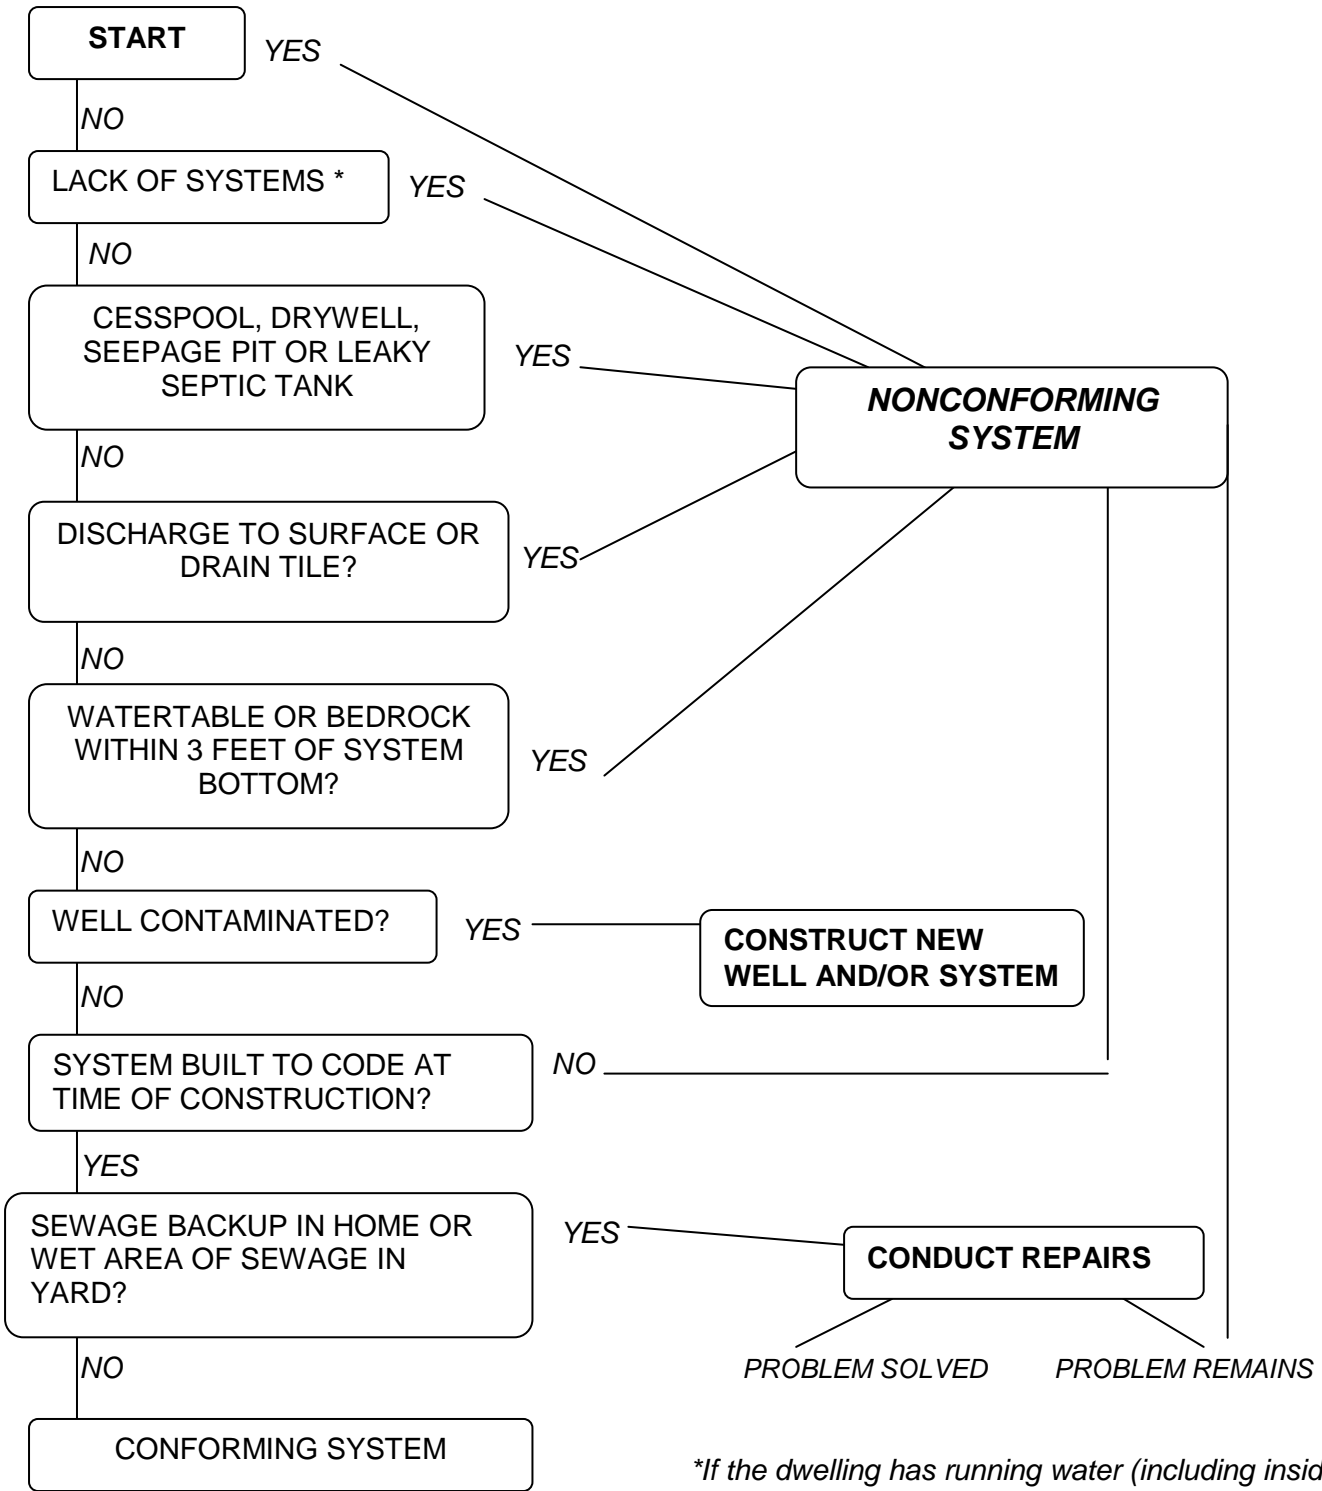 START
YES
NO
LACK OF SYSTEMS *
YES
NO
CESSPOOL, DRYWELL,
SEEPAGE PIT OR LEAKY
SEPTIC TANK
YES
NONCONFORMING
SYSTEM
NO
DISCHARGE TO SURFACE OR
DRAIN TILE?
YES
NO
WATERTABLE OR BEDROCK
WITHIN 3 FEET OF SYSTEM
BOTTOM?
YES
NO
WELL CONTAMINATED?
YES
CONSTRUCT NEW
WELL AND/OR SYSTEM
NO
SYSTEM BUILT TO CODE AT
TIME OF CONSTRUCTION?
NO
YES
SEWAGE BACKUP IN HOME OR
WET AREA OF SEWAGE IN
YARD?
YES
CONDUCT REPAIRS
PROBLEM SOLVED
PROBLEM REMAINS
NO
CONFORMING SYSTEM
*If the dwelling has running water (including insid